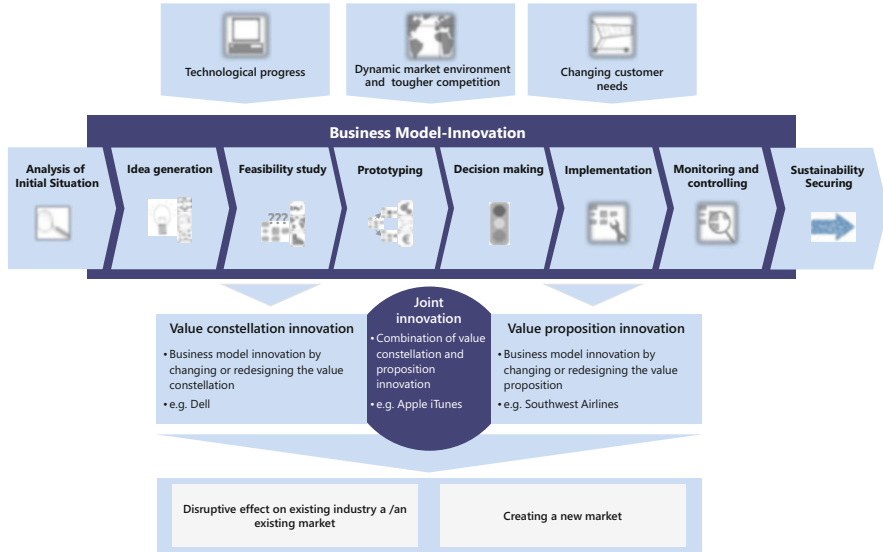 Technological progress
Dynamic market environment
and tougher competition
Changing customer
needs
Business Model-Innovation
Analysis of
Initial Situation
Idea generation
Feasibility study
???
Prototyping
Decision making
Implementation
Monitoring and
controlling
Sustainability
Securing
Value constellation innovation
• Business model innovation by
changing or redesigning the value
constellation
• e.g. Dell
Joint
innovation
• Combination of value
constellation and
proposition
innovation
• e.g. Apple iTunes
Value proposition innovation
• Business model innovation by
changing or redesigning the value
proposition
• e.g. Southwest Airlines
Disruptive effect on existing industry a /an
existing market
Creating a new market